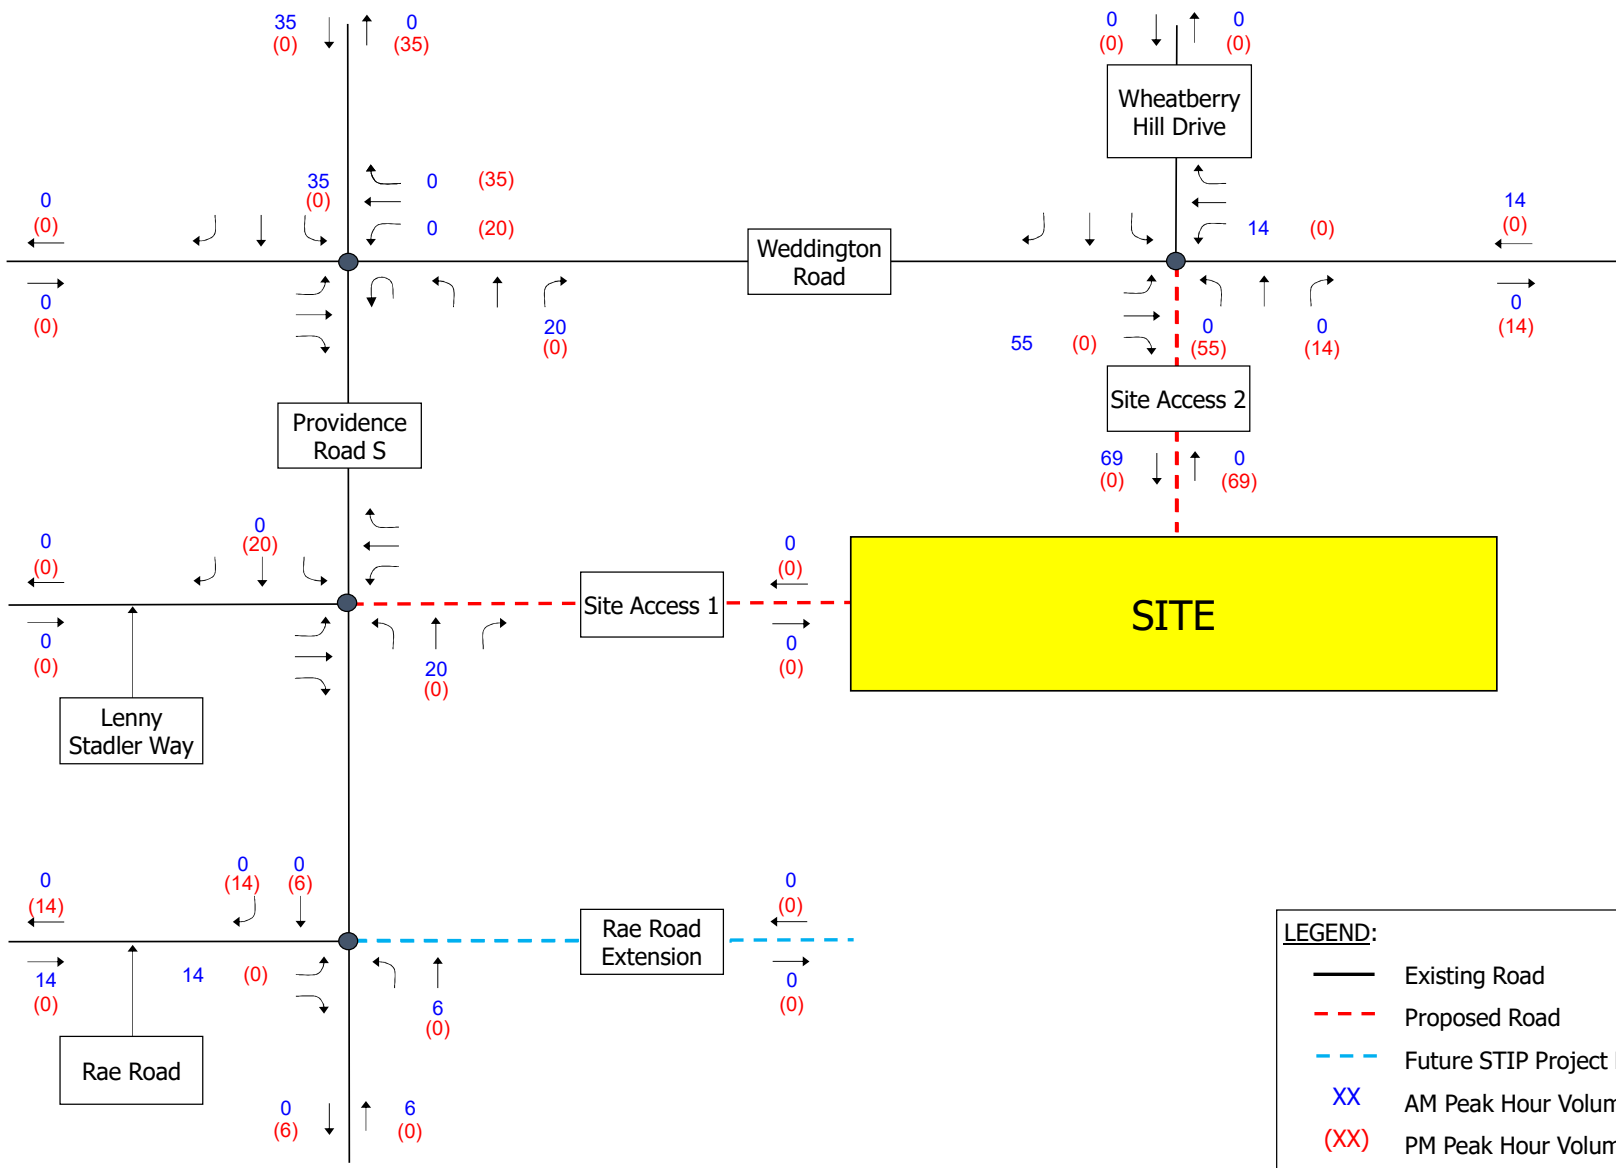 35 0 0 0
(0) (35) (0) (0)
Wheatberry
Hill Drive
35 0 (35)
(0)
0 (20)
0
(0)
14
(0)
14 (0)
Weddington
Road
0
(0)
20
(0)
0
(14)
55 (0)
0
(55)
0
(14)
Site Access 2
Providence
Road S
69 0
(0) (69)
0
(20)
0
(0)
0
(0)
Site Access 1
SITE
0
(0)
20
(0)
0
(0)
Lenny
Stadler Way
0
(14)
0
(14)
0
(6)
0
(0)
Rae Road
Extension
14
(0)
14 (0)
6
(0)
0
(0)
Rae Road
0 6
(6) (0)
LEGEND:
Existing Road
Proposed Road
Future STIP Project
XX AM Peak Hour Volum
(XX) PM Peak Hour Volum